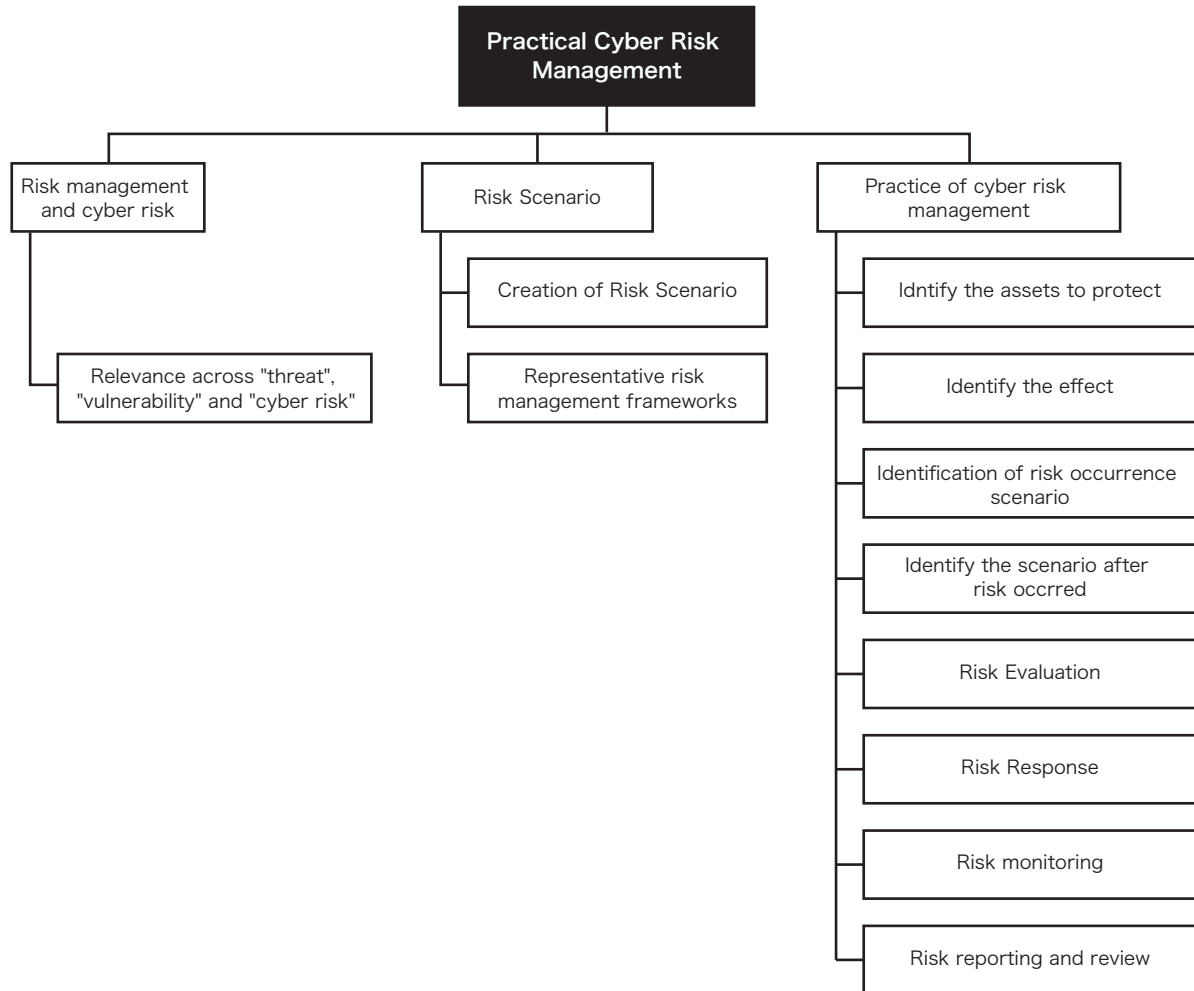 Practical Cyber Risk
Management
Risk management
and cyber risk
Relevance across "threat",
"vulnerability" and "cyber risk"
Risk Scenario
Creation of Risk Scenario
Representative risk
management frameworks
Practice of cyber risk
management
Idntify the assets to protect
Identify the effect
Identification of risk occurrence
scenario
Identify the scenario after
risk occrred
Risk Evaluation
Risk Response
Risk monitoring
Risk reporting and review